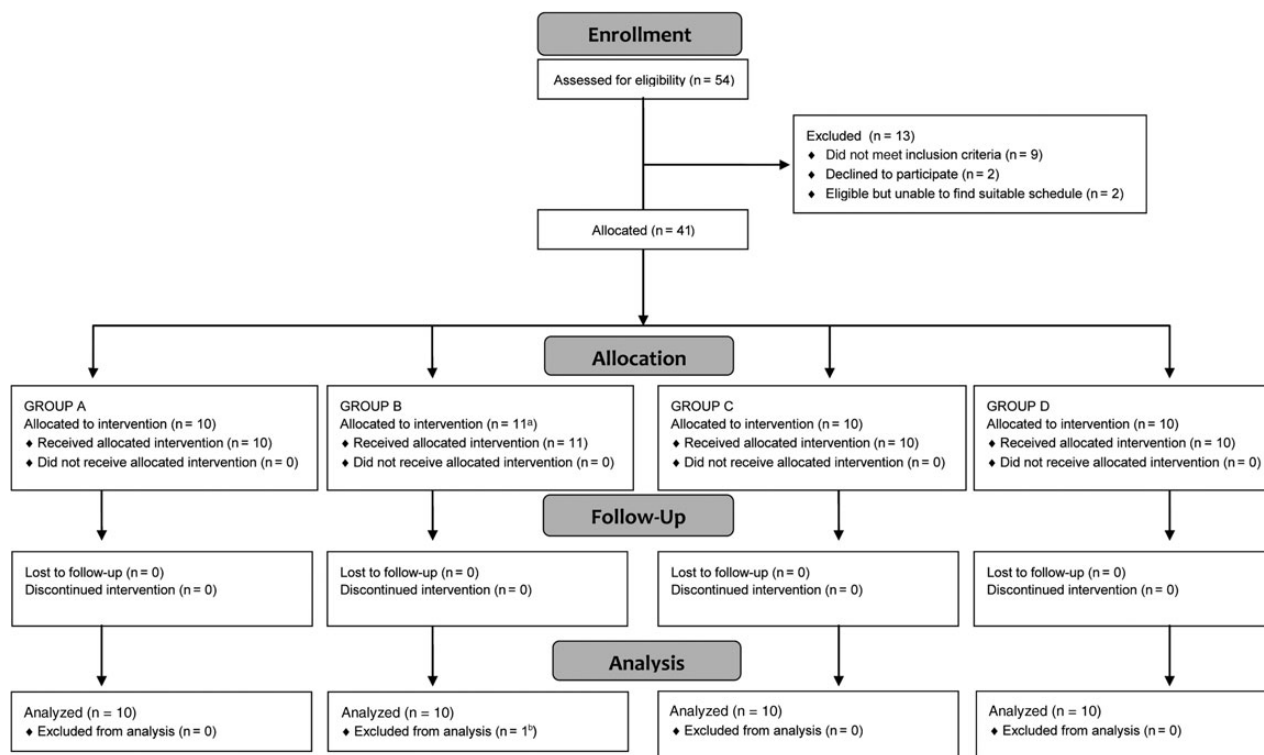 Enrollment
Assessed for eligibility (n = 54)
Excluded (n = 13)
♦ Did not meet inclusion criteria (n = 9)
♦ Declined to participate (n = 2)
♦ Eligible but unable to find suitable schedule (n = 2)
Allocated (n = 41)
Allocation
GROUP A
Allocated to intervention (n = 10)
♦ Received allocated intervention (n = 10)
♦ Did not receive allocated intervention (n = 0)
GROUP B
Allocated to intervention (n = 11ᵃ)
♦ Received allocated intervention (n = 11)
♦ Did not receive allocated intervention (n = 0)
GROUP C
Allocated to intervention (n = 10)
♦ Received allocated intervention (n = 10)
♦ Did not receive allocated intervention (n = 0)
GROUP D
Allocated to intervention (n = 10)
♦ Received allocated intervention (n = 10)
♦ Did not receive allocated intervention (n = 0)
Follow-Up
Lost to follow-up (n = 0)
Discontinued intervention (n = 0)
Lost to follow-up (n = 0)
Discontinued intervention (n = 0)
Lost to follow-up (n = 0)
Discontinued intervention (n = 0)
Lost to follow-up (n = 0)
Discontinued intervention (n = 0)
Analysis
Analyzed (n = 10)
♦ Excluded from analysis (n = 0)
Analyzed (n = 10)
♦ Excluded from analysis (n = 1ᵇ)
Analyzed (n = 10)
♦ Excluded from analysis (n = 0)
Analyzed (n = 10)
♦ Excluded from analysis (n = 0)